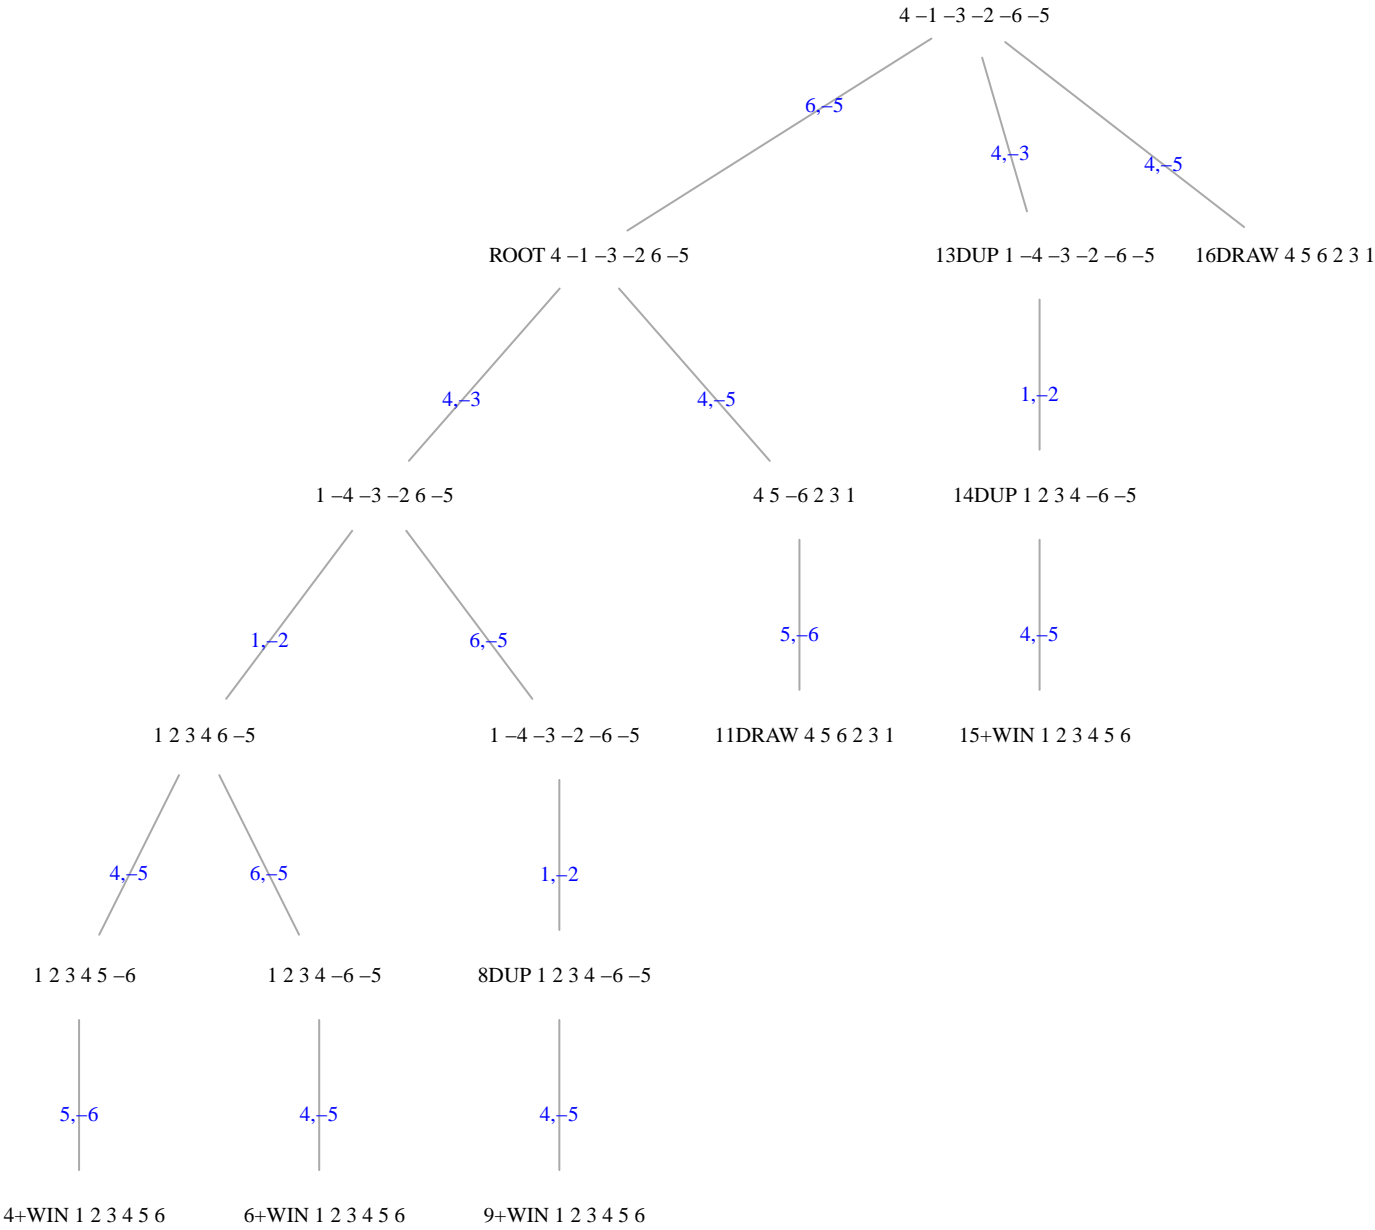 4 –1 –3 –2 –6 –5
6,–5
4,–3
4,–5
ROOT 4 –1 –3 –2 6 –5
13DUP 1 –4 –3 –2 –6 –5
16DRAW 4 5 6 2 3 1
4,–3
4,–5
1,–2
1 –4 –3 –2 6 –5
4 5 –6 2 3 1
14DUP 1 2 3 4 –6 –5
1,–2
6,–5
5,–6
4,–5
1 2 3 4 6 –5
1 –4 –3 –2 –6 –5
11DRAW 4 5 6 2 3 1
15+WIN 1 2 3 4 5 6
4,–5
6,–5
1,–2
1 2 3 4 5 –6
1 2 3 4 –6 –5
8DUP 1 2 3 4 –6 –5
5,–6
4,–5
4,–5
4+WIN 1 2 3 4 5 6
6+WIN 1 2 3 4 5 6
9+WIN 1 2 3 4 5 6